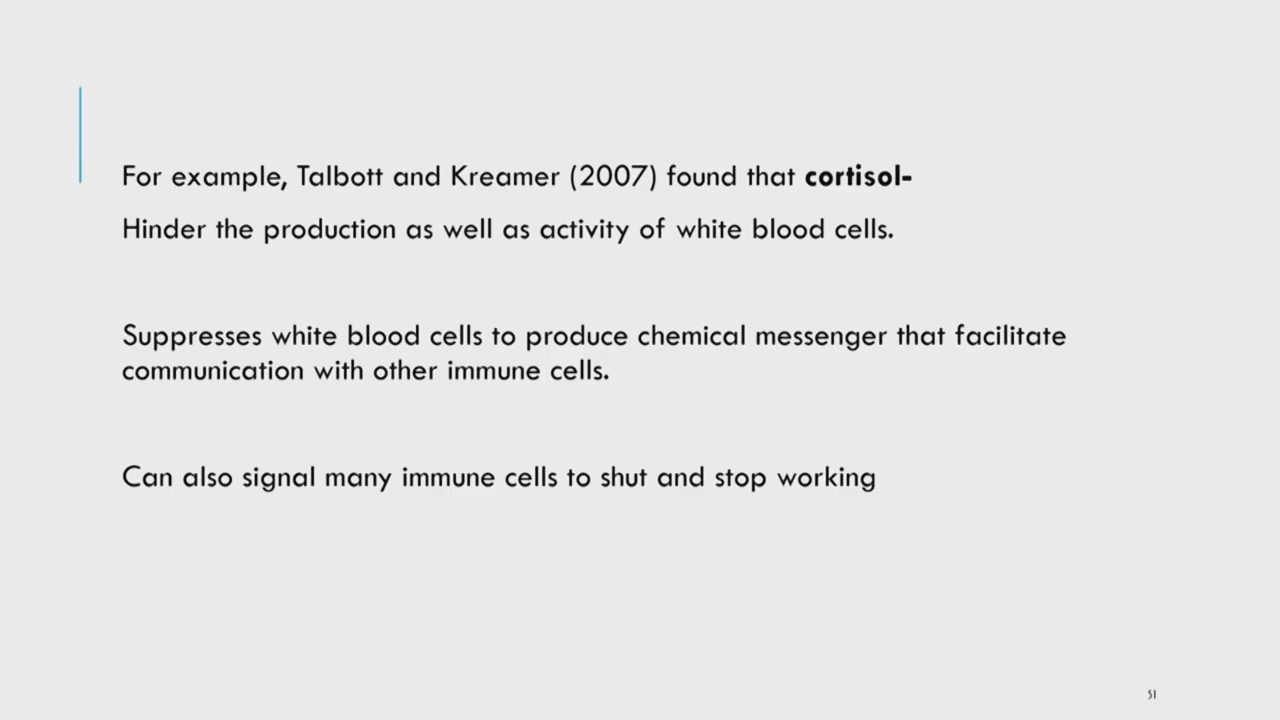 For example, Talbott and Kreamer (2007) found that cortisol-
Hinder the production as well as activity of white blood cells.
Suppresses white blood cells to produce chemical messenger that facilitate
communication with other immune cells.
Can also signal many immune cells to shut and stop working
51